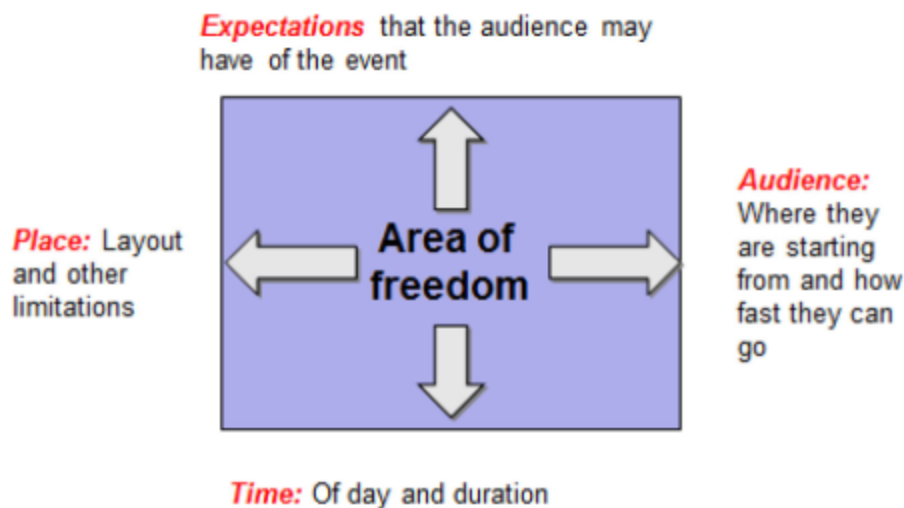 Expectations that the audience may
have of the event
Place: Layout
and other
limitations
Area of
freedom
Audience:
Where they
are starting
from and how
fast they can
go
Time: Of day and duration